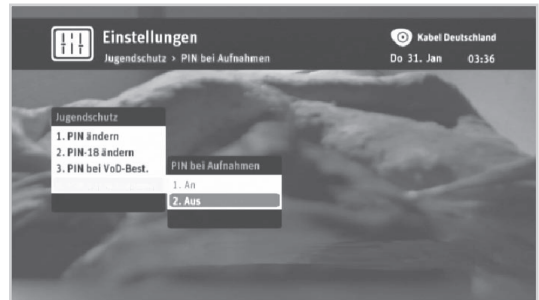 Einstellungen
Jugendschutz > PIN bei Aufnahmen
Kabel Deutschland
Do 31. Jan 03:36
Jugendschutz
1. PIN ändern
2. PIN-18 ändern
3. PIN bei VoD-Best.
PIN bei Aufnahmen
1. An
2. Aus